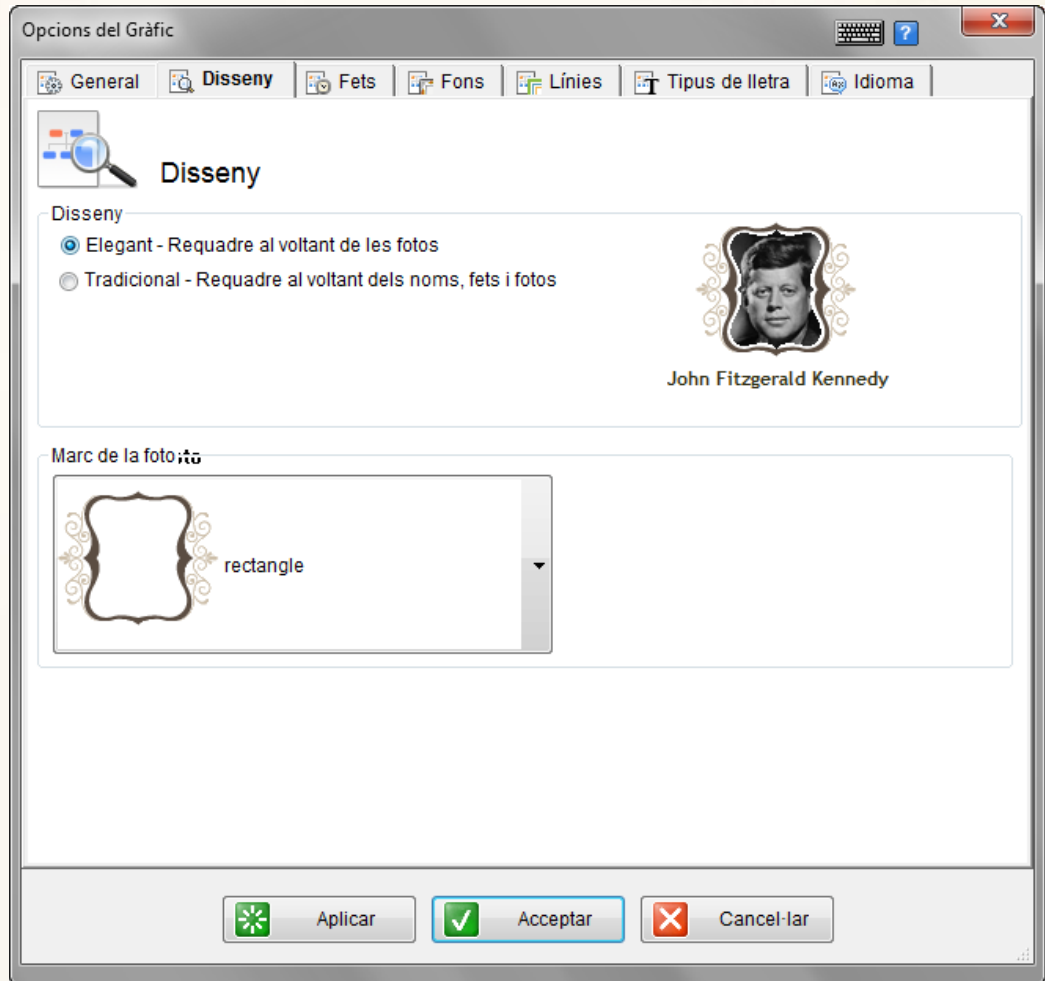 Opcions del Gràfic
General Disseny Fets Fons Línies Tipus de lletra Idioma
Disseny
Disseny
Elegant - Requadre al voltant de les fotos
Tradicional - Requadre al voltant dels noms, fets i fotos
John Fitzgerald Kennedy
Marc de la foto
rectangle
Aplicar Acceptar Cancel·lar